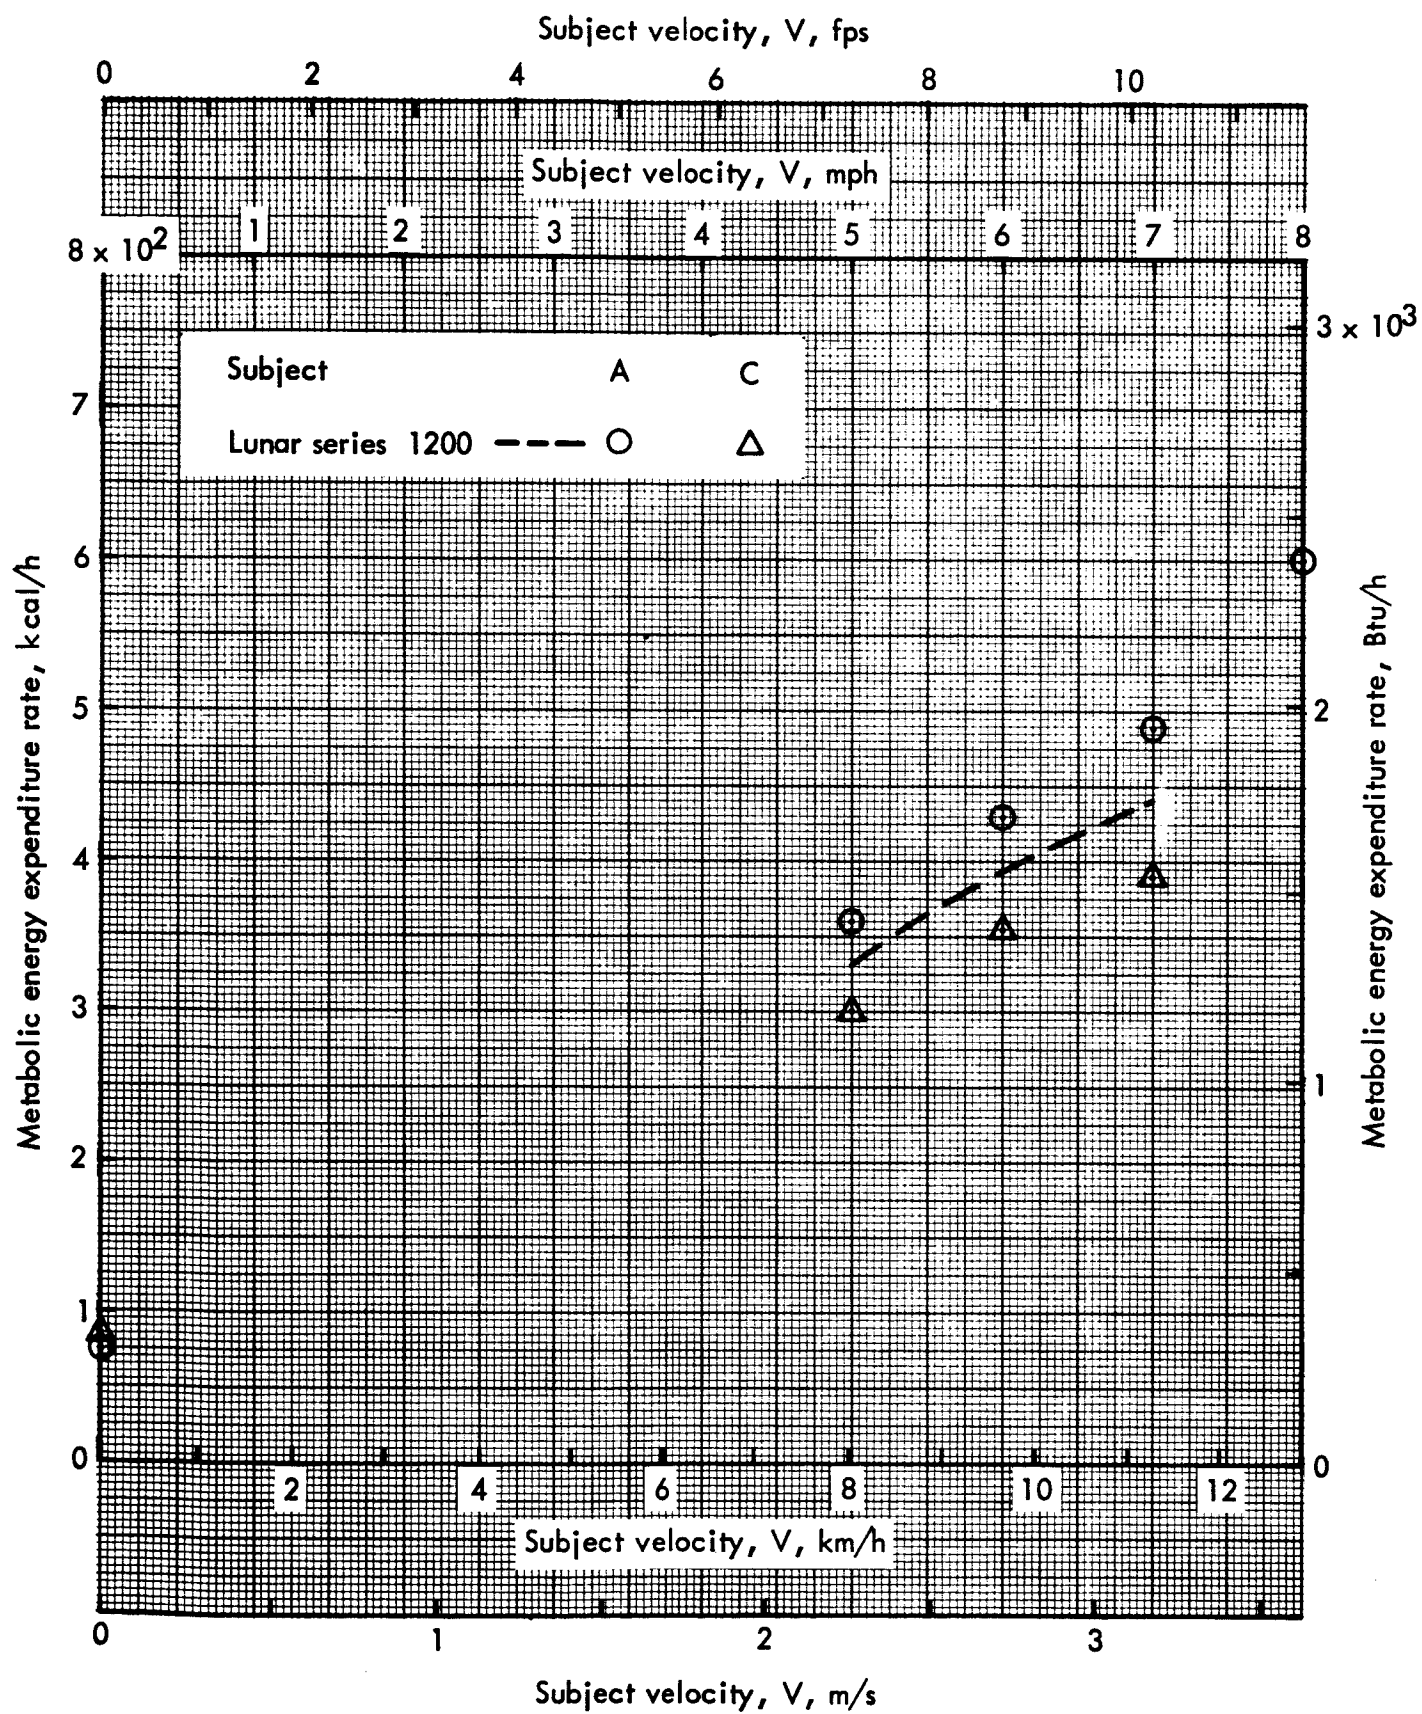 Subject velocity, V, fps
0 2 4 6 8 10
Subject velocity, V, mph
1 2 3 4 5 6 7 8
8 × 10²
3 × 10³
Subject A C
7
Lunar series 1200 O Δ
6
Metabolic energy expenditure rate, kcal/h
Metabolic energy expenditure rate, Btu/h
5
2
4
3
1
2
1
0
0
2 4 6 8 10 12
Subject velocity, V, km/h
0 1 2 3
Subject velocity, V, m/s